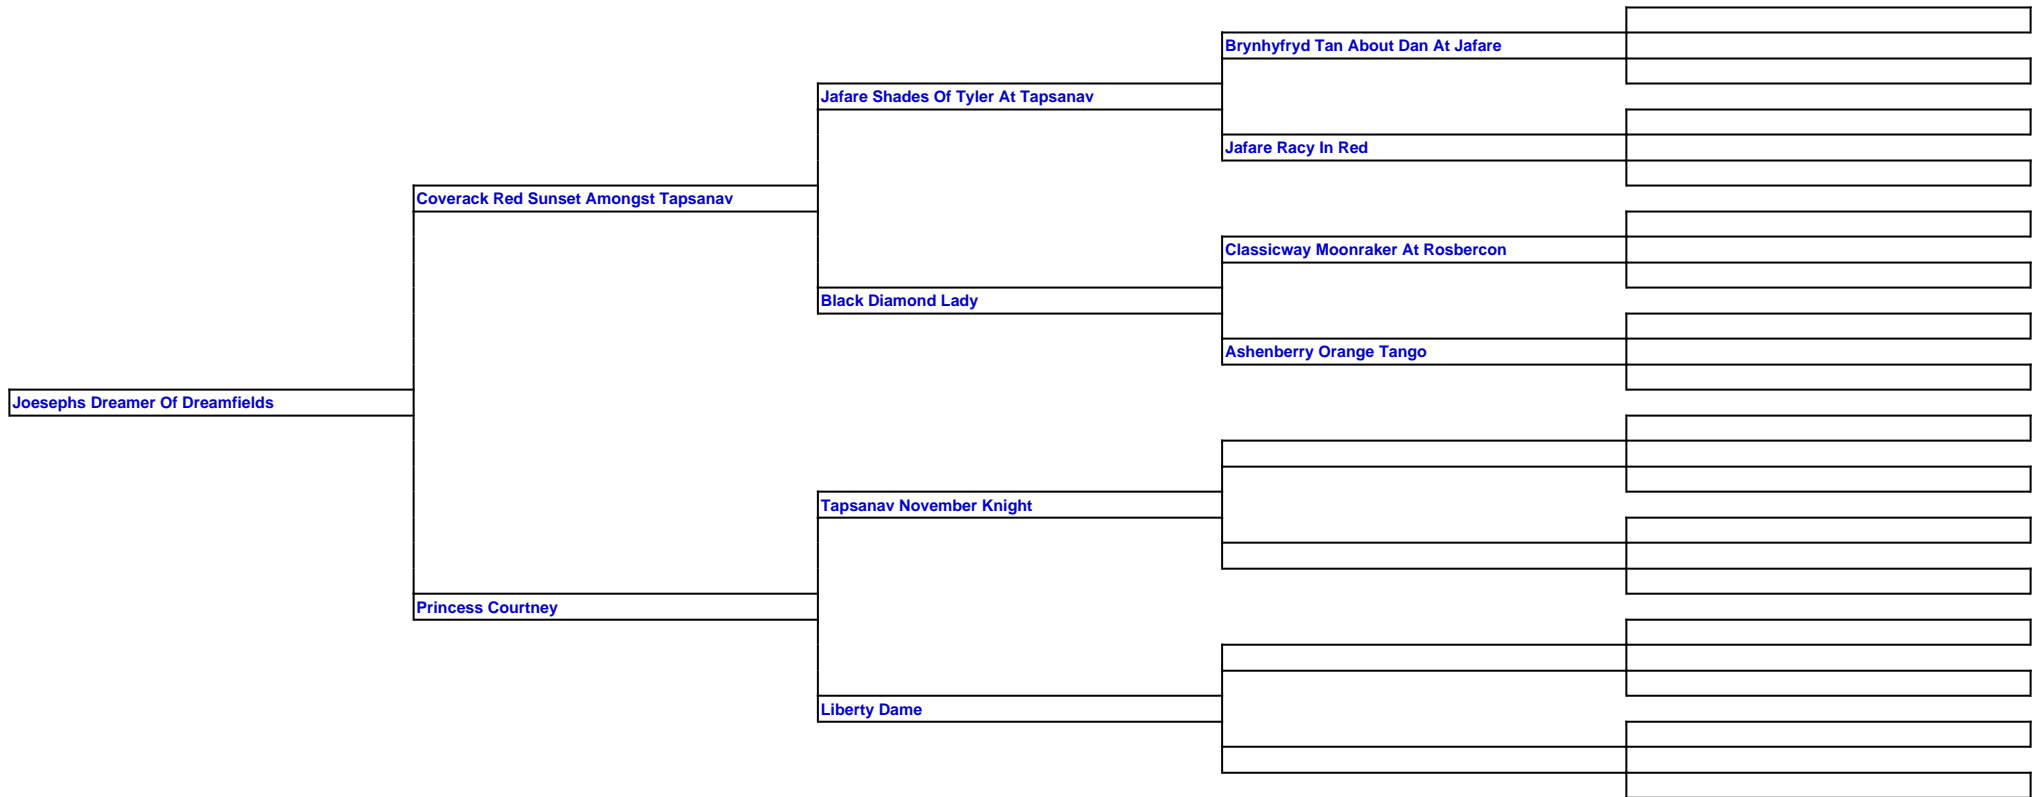 Brynhyfryd Tan About Dan At Jafare
Jafare Shades Of Tyler At Tapsanav
Jafare Racy In Red
Coverack Red Sunset Amongst Tapsanav
Classicway Moonraker At Rosbercon
Black Diamond Lady
Ashenberry Orange Tango
Joesephs Dreamer Of Dreamfields
Tapsanav November Knight
Princess Courtney
Liberty Dame